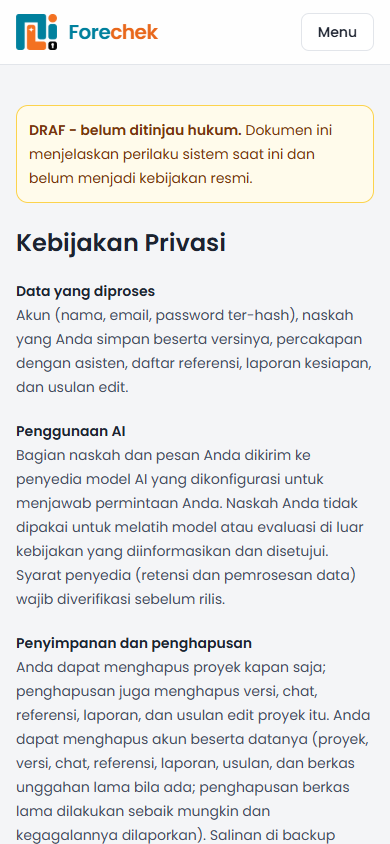 Forechek
Menu
DRAF - belum ditinjau hukum. Dokumen ini
menjelaskan perilaku sistem saat ini dan
belum menjadi kebijakan resmi.
Kebijakan Privasi
Data yang diproses
Akun (nama, email, password ter-hash), naskah
yang Anda simpan beserta versinya, percakapan
dengan asisten, daftar referensi, laporan kesiapan,
dan usulan edit.
Penggunaan AI
Bagian naskah dan pesan Anda dikirim ke
penyedia model AI yang dikonfigurasi untuk
menjawab permintaan Anda. Naskah Anda tidak
dipakai untuk melatih model atau evaluasi di luar
kebijakan yang diinformasikan dan disetujui.
Syarat penyedia (retensi dan pemrosesan data)
wajib diverifikasi sebelum rilis.
Penyimpanan dan penghapusan
Anda dapat menghapus proyek kapan saja;
penghapusan juga menghapus versi, chat,
referensi, laporan, dan usulan edit proyek itu. Anda
dapat menghapus akun beserta datanya (proyek,
versi, chat, referensi, laporan, usulan, dan berkas
unggahan lama bila ada; penghapusan berkas
lama dilakukan sebaik mungkin dan
kegagalannya dilaporkan). Salinan di backup